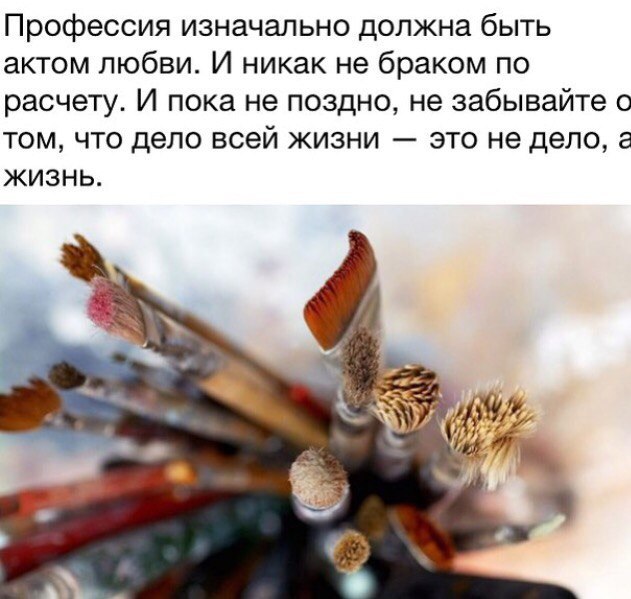 Профессия изначально должна быть
актом любви. И никак не браком по
расчету. И пока не поздно, не забывайте о
том, что дело всей жизни — это не дело, а
жизнь.